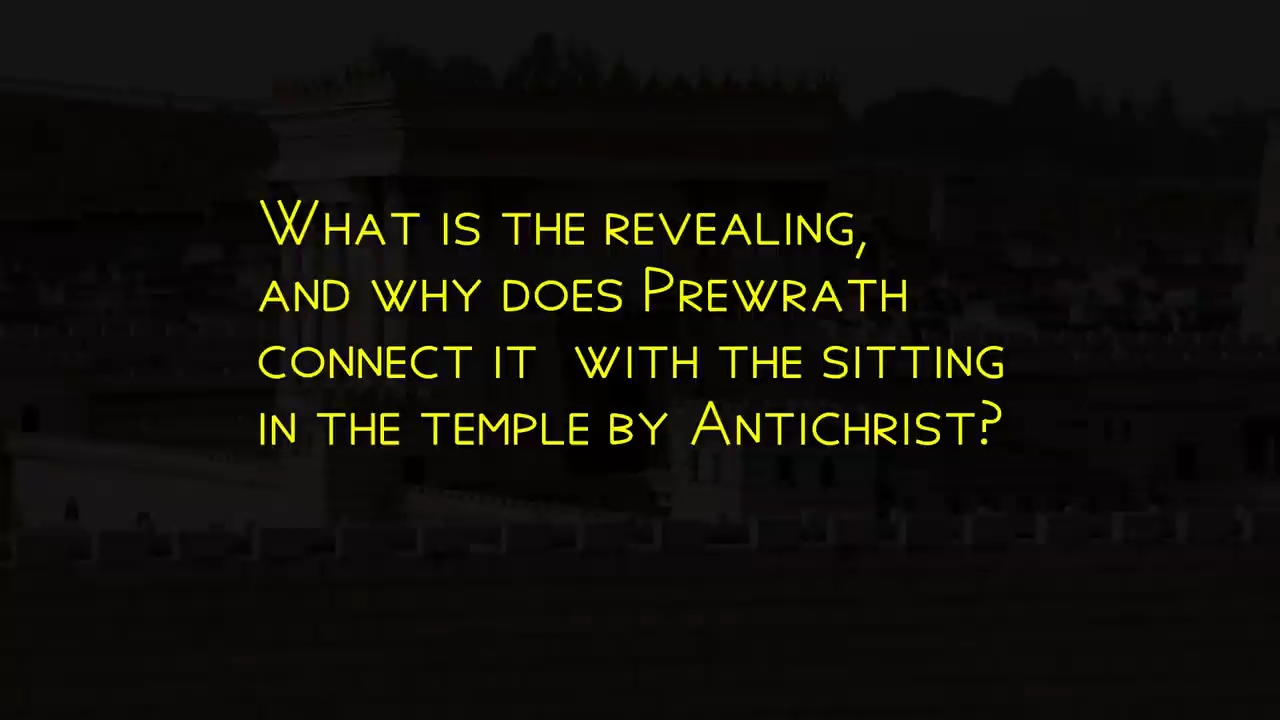 What is the revealing,
and why does Prewrath
connect it with the sitting
in the temple by Antichrist?